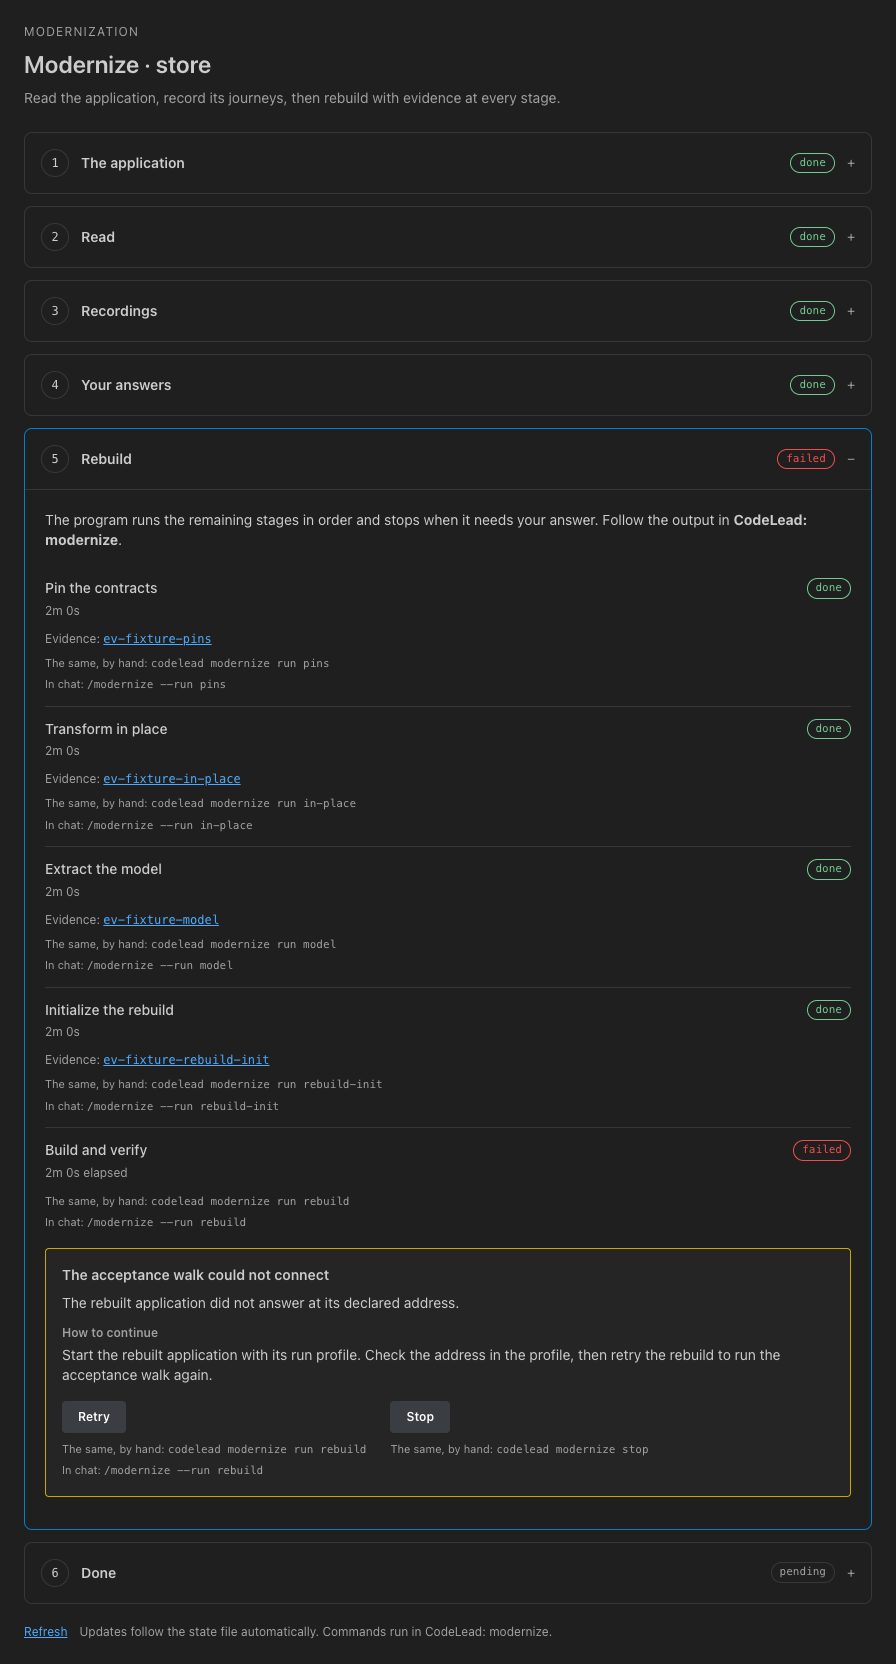 MODERNIZATION
Modernize · store
Read the application, record its journeys, then rebuild with evidence at every stage.
1 The application done +
2 Read done +
3 Recordings done +
4 Your answers done +
5 Rebuild failed −
The program runs the remaining stages in order and stops when it needs your answer. Follow the output in CodeLead:
modernize.
Pin the contracts done
2m 0s
Evidence: ev-fixture-pins
The same, by hand: codelead modernize run pins
In chat: /modernize --run pins
Transform in place done
2m 0s
Evidence: ev-fixture-in-place
The same, by hand: codelead modernize run in-place
In chat: /modernize --run in-place
Extract the model done
2m 0s
Evidence: ev-fixture-model
The same, by hand: codelead modernize run model
In chat: /modernize --run model
Initialize the rebuild done
2m 0s
Evidence: ev-fixture-rebuild-init
The same, by hand: codelead modernize run rebuild-init
In chat: /modernize --run rebuild-init
Build and verify failed
2m 0s elapsed
The same, by hand: codelead modernize run rebuild
In chat: /modernize --run rebuild
The acceptance walk could not connect
The rebuilt application did not answer at its declared address.
How to continue
Start the rebuilt application with its run profile. Check the address in the profile, then retry the rebuild to run the
acceptance walk again.
Retry Stop
The same, by hand: codelead modernize run rebuild The same, by hand: codelead modernize stop
In chat: /modernize --run rebuild
6 Done pending +
Refresh Updates follow the state file automatically. Commands run in CodeLead: modernize.